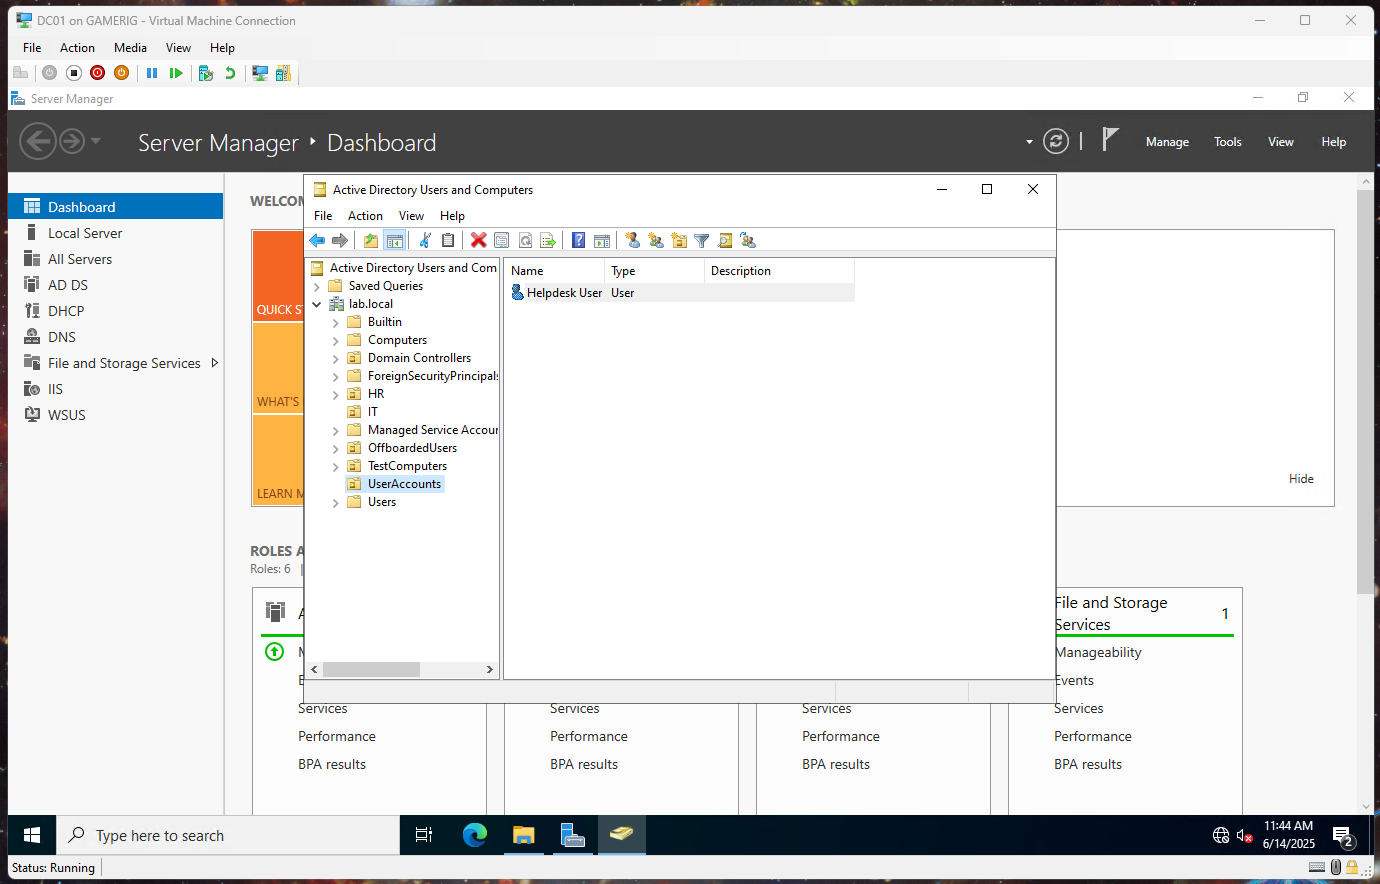 DC01 on GAMERIG - Virtual Machine Connection
File Action Media View Help
Server Manager
Server Manager Dashboard
Manage Tools View Help
Dashboard
Local Server
All Servers
AD DS
DHCP
DNS
File and Storage Services
IIS
WSUS
WELCOM
QUICK S
WHAT'S
LEARN M
Hide
ROLES A
Roles: 6
Active Directory Users and Computers
File Action View Help
Active Directory Users and Com
Saved Queries
lab.local
Builtin
Computers
Domain Controllers
ForeignSecurityPrincipals
HR
IT
Managed Service Accoun
OffboardedUsers
TestComputers
UserAccounts
Users
Name Type Description
Helpdesk User User
Services
Performance
BPA results
Services
Performance
BPA results
Services
Performance
BPA results
File and Storage
Services
1
Manageability
Events
Services
Performance
BPA results
Type here to search
11:44 AM
6/14/2025
2
Status: Running